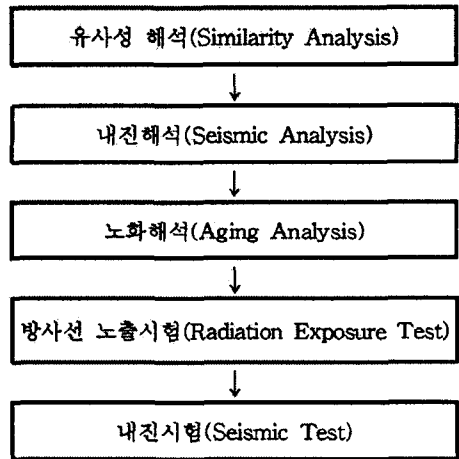 유사성 해석(Similarity Analysis)
↓
내진해석(Seismic Analysis)
↓
노화해석(Aging Analysis)
↓
방사선 노출시험(Radiation Exposure Test)
↓
내진시험(Seismic Test)